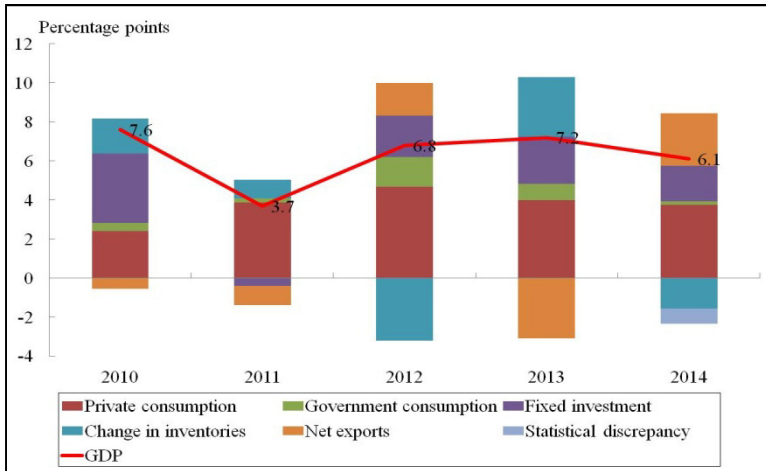 Percentage points
12
10
8
6
4
2
0
-2
-4
7.6
3.7
6.8
7.2
6.1
2010 2011 2012 2013 2014
Private consumption Government consumption Fixed investment
Change in inventories Net exports Statistical discrepancy
GDP